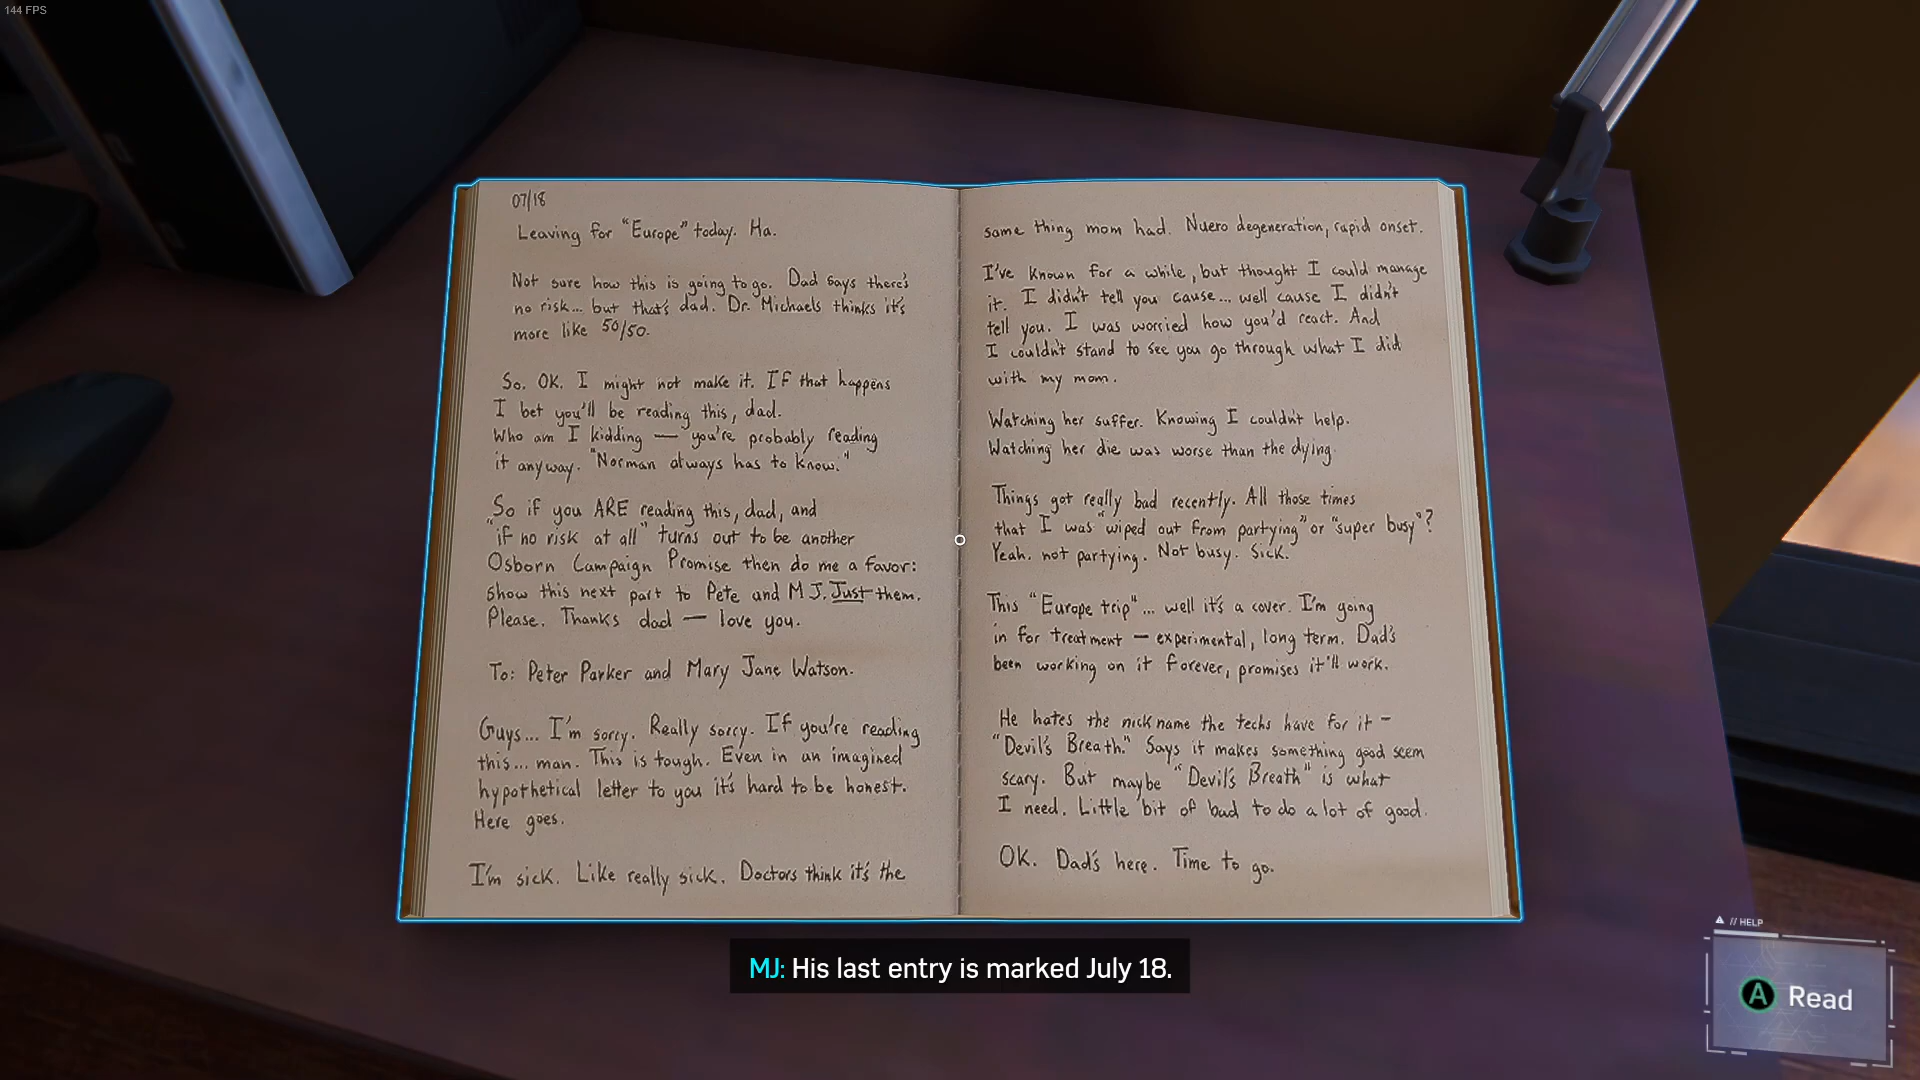 144 FPS
07/18
Leaving for "Europe" today. Ha.
Not sure how this is going to go. Dad says there's
no risk... but that's dad. Dr. Michaels thinks it's
more like 50/50.
So. OK. I might not make it. IF that happens
I bet you'll be reading this, dad.
Who am I kidding — you're probably reading
it anyway. "Norman always has to know."
So if you ARE reading this, dad, and
"if no risk at all" turns out to be another
Osborn Campaign Promise then do me a favor:
show this next part to Pete and MJ. Just them.
Please. Thanks dad — love you.
To: Peter Parker and Mary Jane Watson.
Guys... I'm sorry. Really sorry. If you're reading
this... man. This is tough. Even in an imagined
hypothetical letter to you it's hard to be honest.
Here goes.
I'm sick. Like really sick. Doctors think it's the
same thing mom had. Nuero degeneration, rapid onset.
I've known for a while, but thought I could manage
it. I didn't tell you cause... well cause I didn't
tell you. I was worried how you'd react. And
I couldn't stand to see you go through what I did
with my mom.
Watching her suffer. Knowing I couldn't help.
Watching her die was worse than the dying.
Things got really bad recently. All those times
that I was "wiped out from partying" or "super busy"?
Yeah. not partying. Not busy. Sick.
This "Europe trip"... well it's a cover. I'm going
in for treatment — experimental, long term. Dad's
been working on it forever, promises it'll work.
He hates the nickname the techs have for it –
"Devil's Breath." Says it makes something good seem
scary. But maybe "Devil's Breath" is what
I need. Little bit of bad to do a lot of good.
OK. Dad's here. Time to go.
MJ: His last entry is marked July 18.
// HELP
A Read